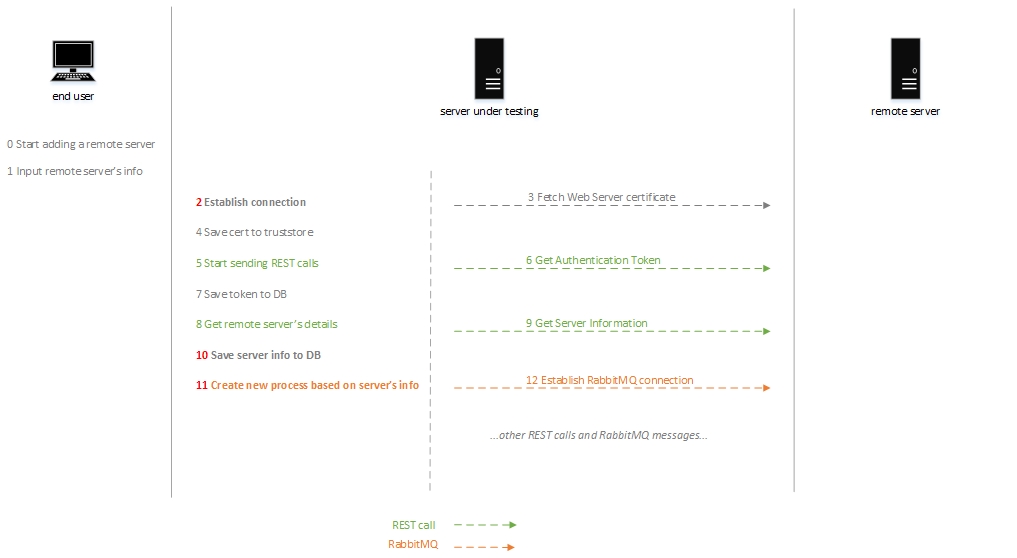 end user
server under testing
remote server
0 Start adding a remote server
1 Input remote server's info
2 Establish connection
3 Fetch Web Server certificate
4 Save cert to truststore
5 Start sending REST calls
6 Get Authentication Token
7 Save token to DB
8 Get remote server's details
9 Get Server Information
10 Save server info to DB
11 Create new process based on server's info
12 Establish RabbitMQ connection
...other REST calls and RabbitMQ messages...
REST call
RabbitMQ